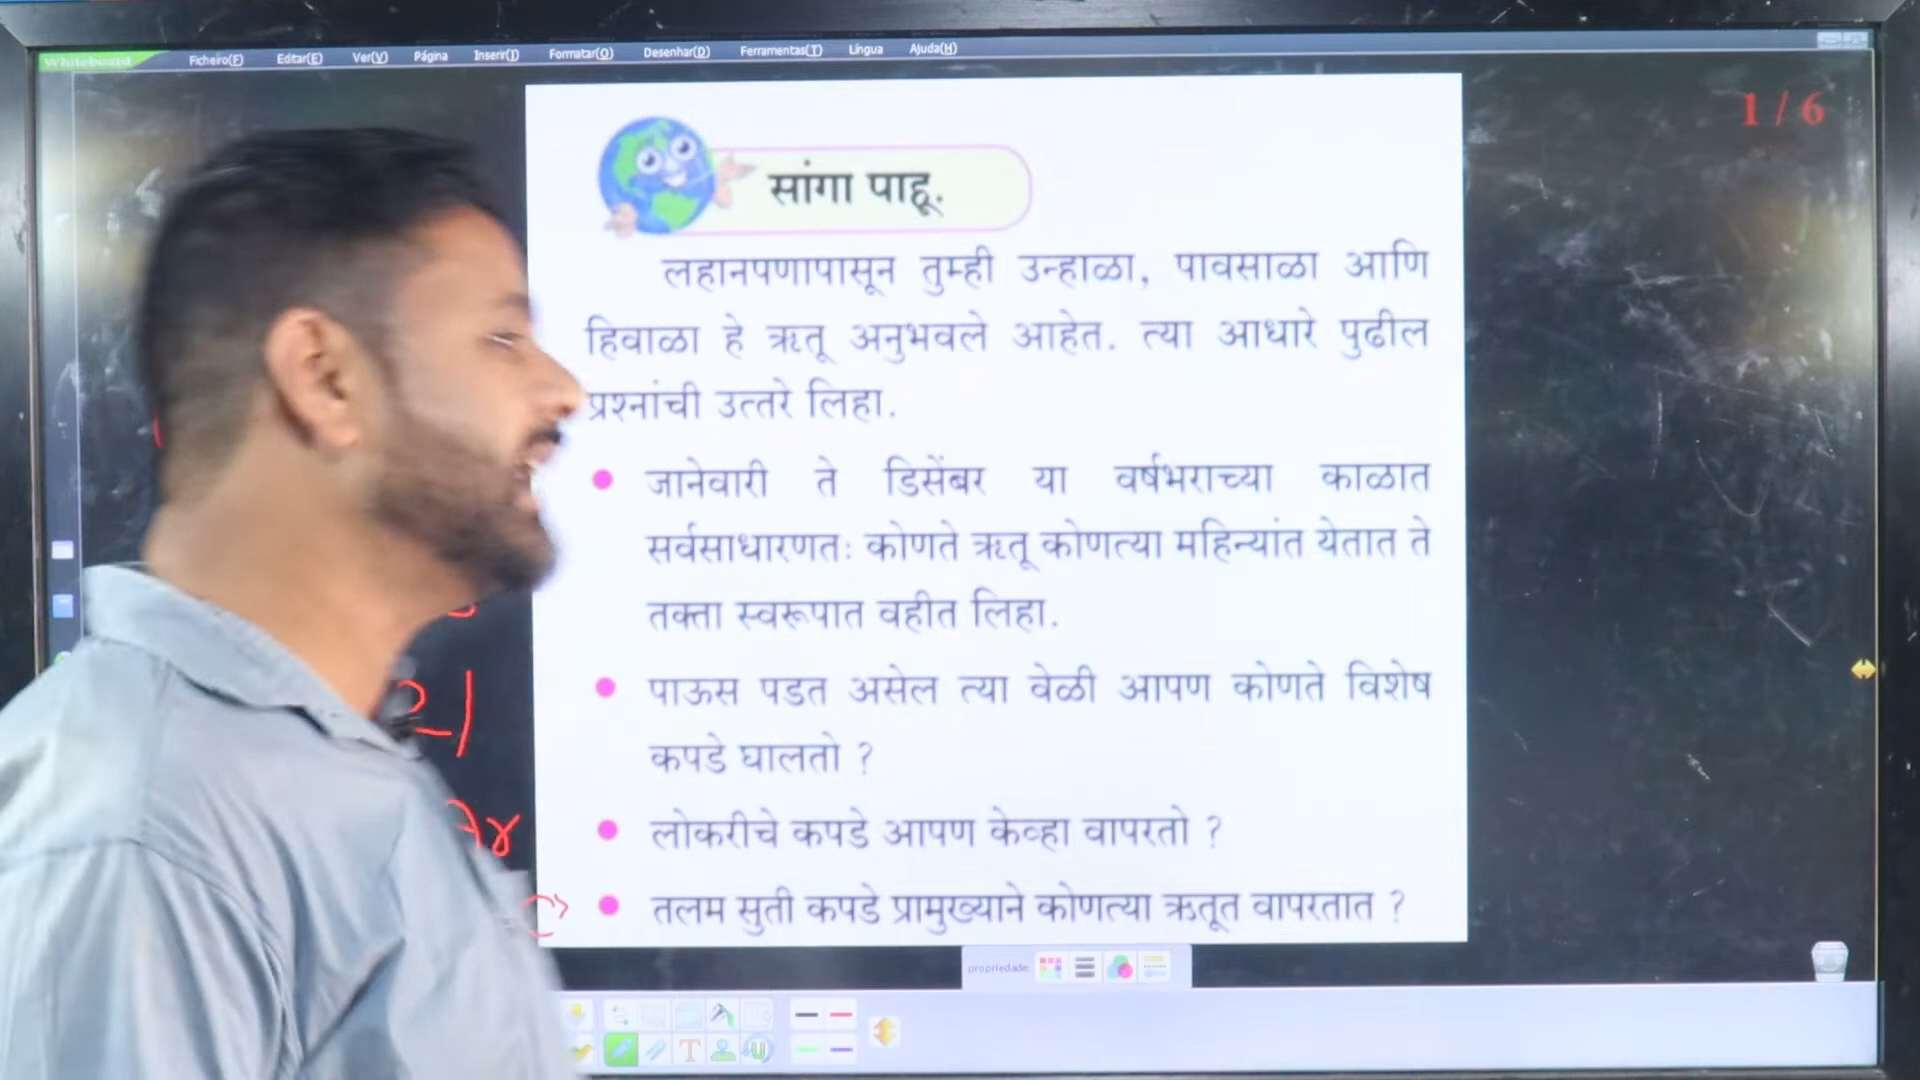 Whiteboard
Ficheiro(F) Editar(E) Ver(V) Página Inserir(I) Formatar(O) Desenhar(D) Ferramentas(T) Língua Ajuda(H)
1 / 6
सांगा पाहू.
लहानपणापासून तुम्ही उन्हाळा, पावसाळा आणि
हिवाळा हे ऋतू अनुभवले आहेत. त्या आधारे पुढील
प्रश्नांची उत्तरे लिहा.
• जानेवारी ते डिसेंबर या वर्षभराच्या काळात
सर्वसाधारणतः कोणते ऋतू कोणत्या महिन्यांत येतात ते
तक्ता स्वरूपात वहीत लिहा.
• पाऊस पडत असेल त्या वेळी आपण कोणते विशेष
कपडे घालतो ?
• लोकरीचे कपडे आपण केव्हा वापरतो ?
• तलम सुती कपडे प्रामुख्याने कोणत्या ऋतूत वापरतात ?
propriedade: